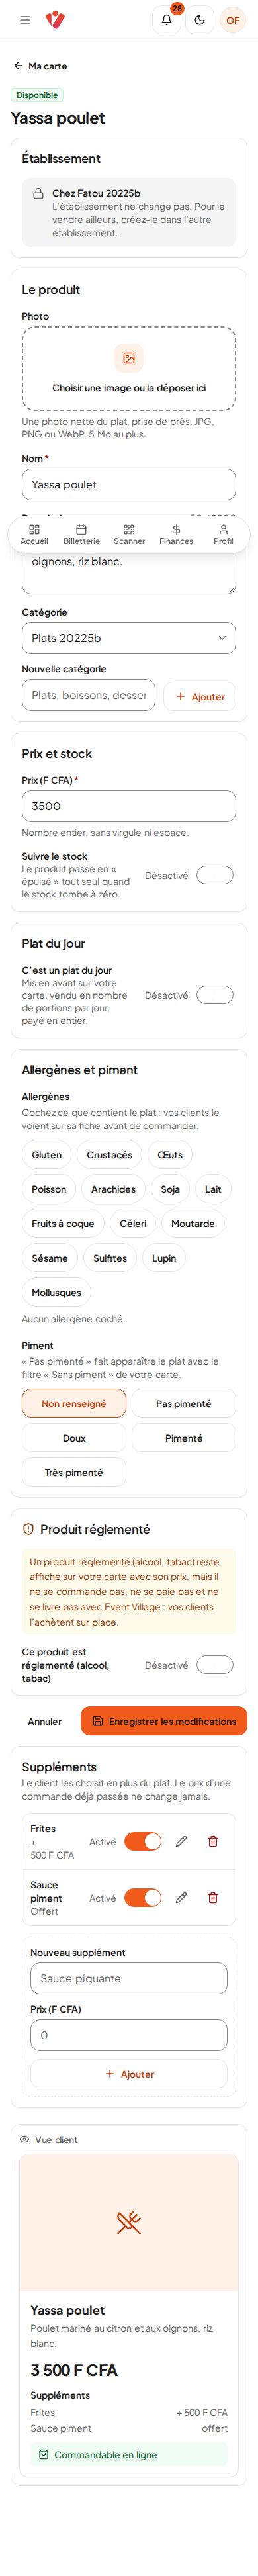 28
OF
Ma carte
Disponible
Yassa poulet
Établissement
Chez Fatou 20225b
L'établissement ne change pas. Pour le
vendre ailleurs, créez-le dans l'autre
établissement.
Le produit
Photo
Choisir une image ou la déposer ici
Une photo nette du plat, prise de près. JPG,
PNG ou WebP, 5 Mo au plus.
Nom *
Yassa poulet
Accueil Billetterie Scanner Finances Profil
oignons, riz blanc.
Catégorie
Plats 20225b
Nouvelle catégorie
Plats, boissons, desser
Ajouter
Prix et stock
Prix (F CFA) *
3500
Nombre entier, sans virgule ni espace.
Suivre le stock
Le produit passe en «
épuisé » tout seul quand
le stock tombe à zéro.
Désactivé
Plat du jour
C'est un plat du jour
Mis en avant sur votre
carte, vendu en nombre
de portions par jour,
payé en entier.
Désactivé
Allergènes et piment
Allergènes
Cochez ce que contient le plat : vos clients le
voient sur sa fiche avant de commander.
Gluten Crustacés Œufs
Poisson Arachides Soja Lait
Fruits à coque Céleri Moutarde
Sésame Sulfites Lupin
Mollusques
Aucun allergène coché.
Piment
« Pas pimenté » fait apparaître le plat avec le
filtre « Sans piment » de votre carte.
Non renseigné Pas pimenté
Doux Pimenté
Très pimenté
Produit réglementé
Un produit réglementé (alcool, tabac) reste
affiché sur votre carte avec son prix, mais il
ne se commande pas, ne se paie pas et ne
se livre pas avec Event Village : vos clients
l'achètent sur place.
Ce produit est
réglementé (alcool,
tabac)
Désactivé
Annuler Enregistrer les modifications
Suppléments
Le client les choisit en plus du plat. Le prix d'une
commande déjà passée ne change jamais.
Frites
+
500 F CFA
Activé
Sauce
piment
Offert
Activé
Nouveau supplément
Sauce piquante
Prix (F CFA)
0
Ajouter
Vue client
Yassa poulet
Poulet mariné au citron et aux oignons, riz
blanc.
3 500 F CFA
Suppléments
Frites + 500 F CFA
Sauce piment offert
Commandable en ligne